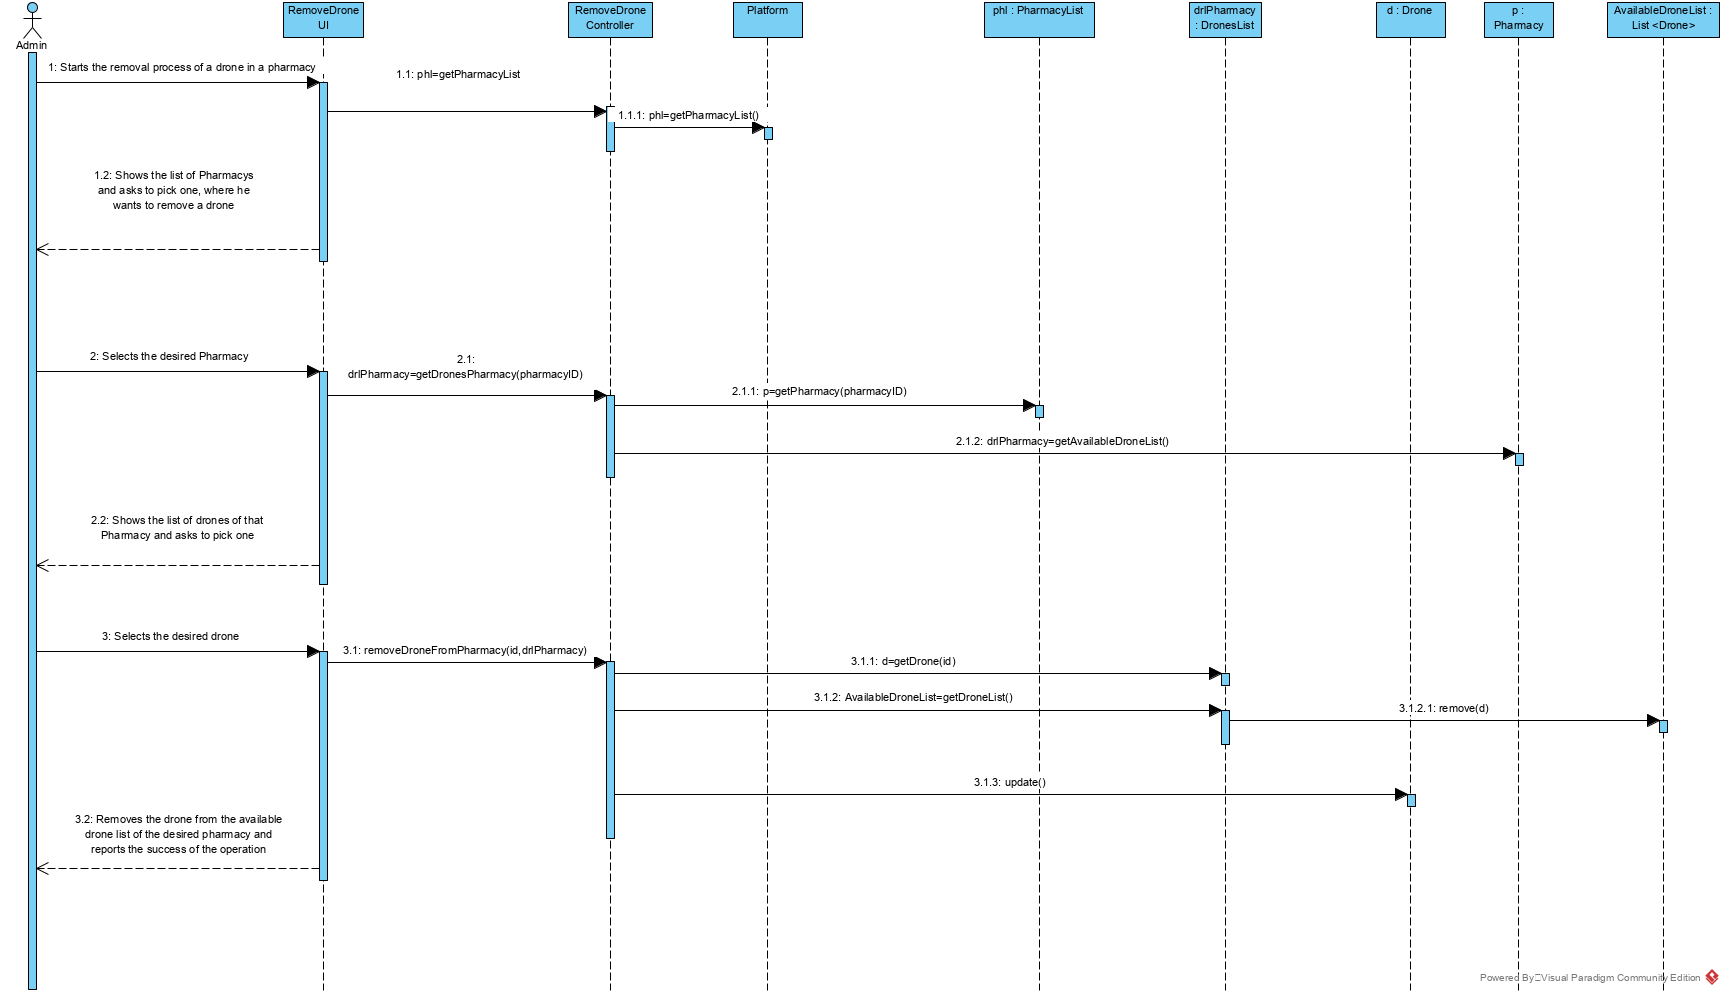 RemoveDrone
UI
RemoveDrone
Controller
Platform
phl : PharmacyList
drlPharmacy
: DronesList
d : Drone
p :
Pharmacy
AvailableDroneList :
List <Drone>
Admin
1: Starts the removal process of a drone in a pharmacy
1.1: phl=getPharmacyList
1.1.1: phl=getPharmacyList()
1.2: Shows the list of Pharmacys
and asks to pick one, where he
wants to remove a drone
2: Selects the desired Pharmacy
2.1:
drlPharmacy=getDronesPharmacy(pharmacyID)
2.1.1: p=getPharmacy(pharmacyID)
2.1.2: drlPharmacy=getAvailableDroneList()
2.2: Shows the list of drones of that
Pharmacy and asks to pick one
3: Selects the desired drone
3.1: removeDroneFromPharmacy(id,drlPharmacy)
3.1.1: d=getDrone(id)
3.1.2: AvailableDroneList=getDroneList()
3.1.2.1: remove(d)
3.1.3: update()
3.2: Removes the drone from the available
drone list of the desired pharmacy and
reports the success of the operation
Powered By Visual Paradigm Community Edition